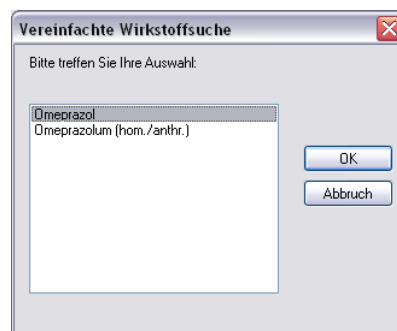 Vereinfachte Wirkstoffsuche
Bitte treffen Sie Ihre Auswahl:
Omeprazol
Omeprazolum (hom./anthr.)
OK
Abbruch